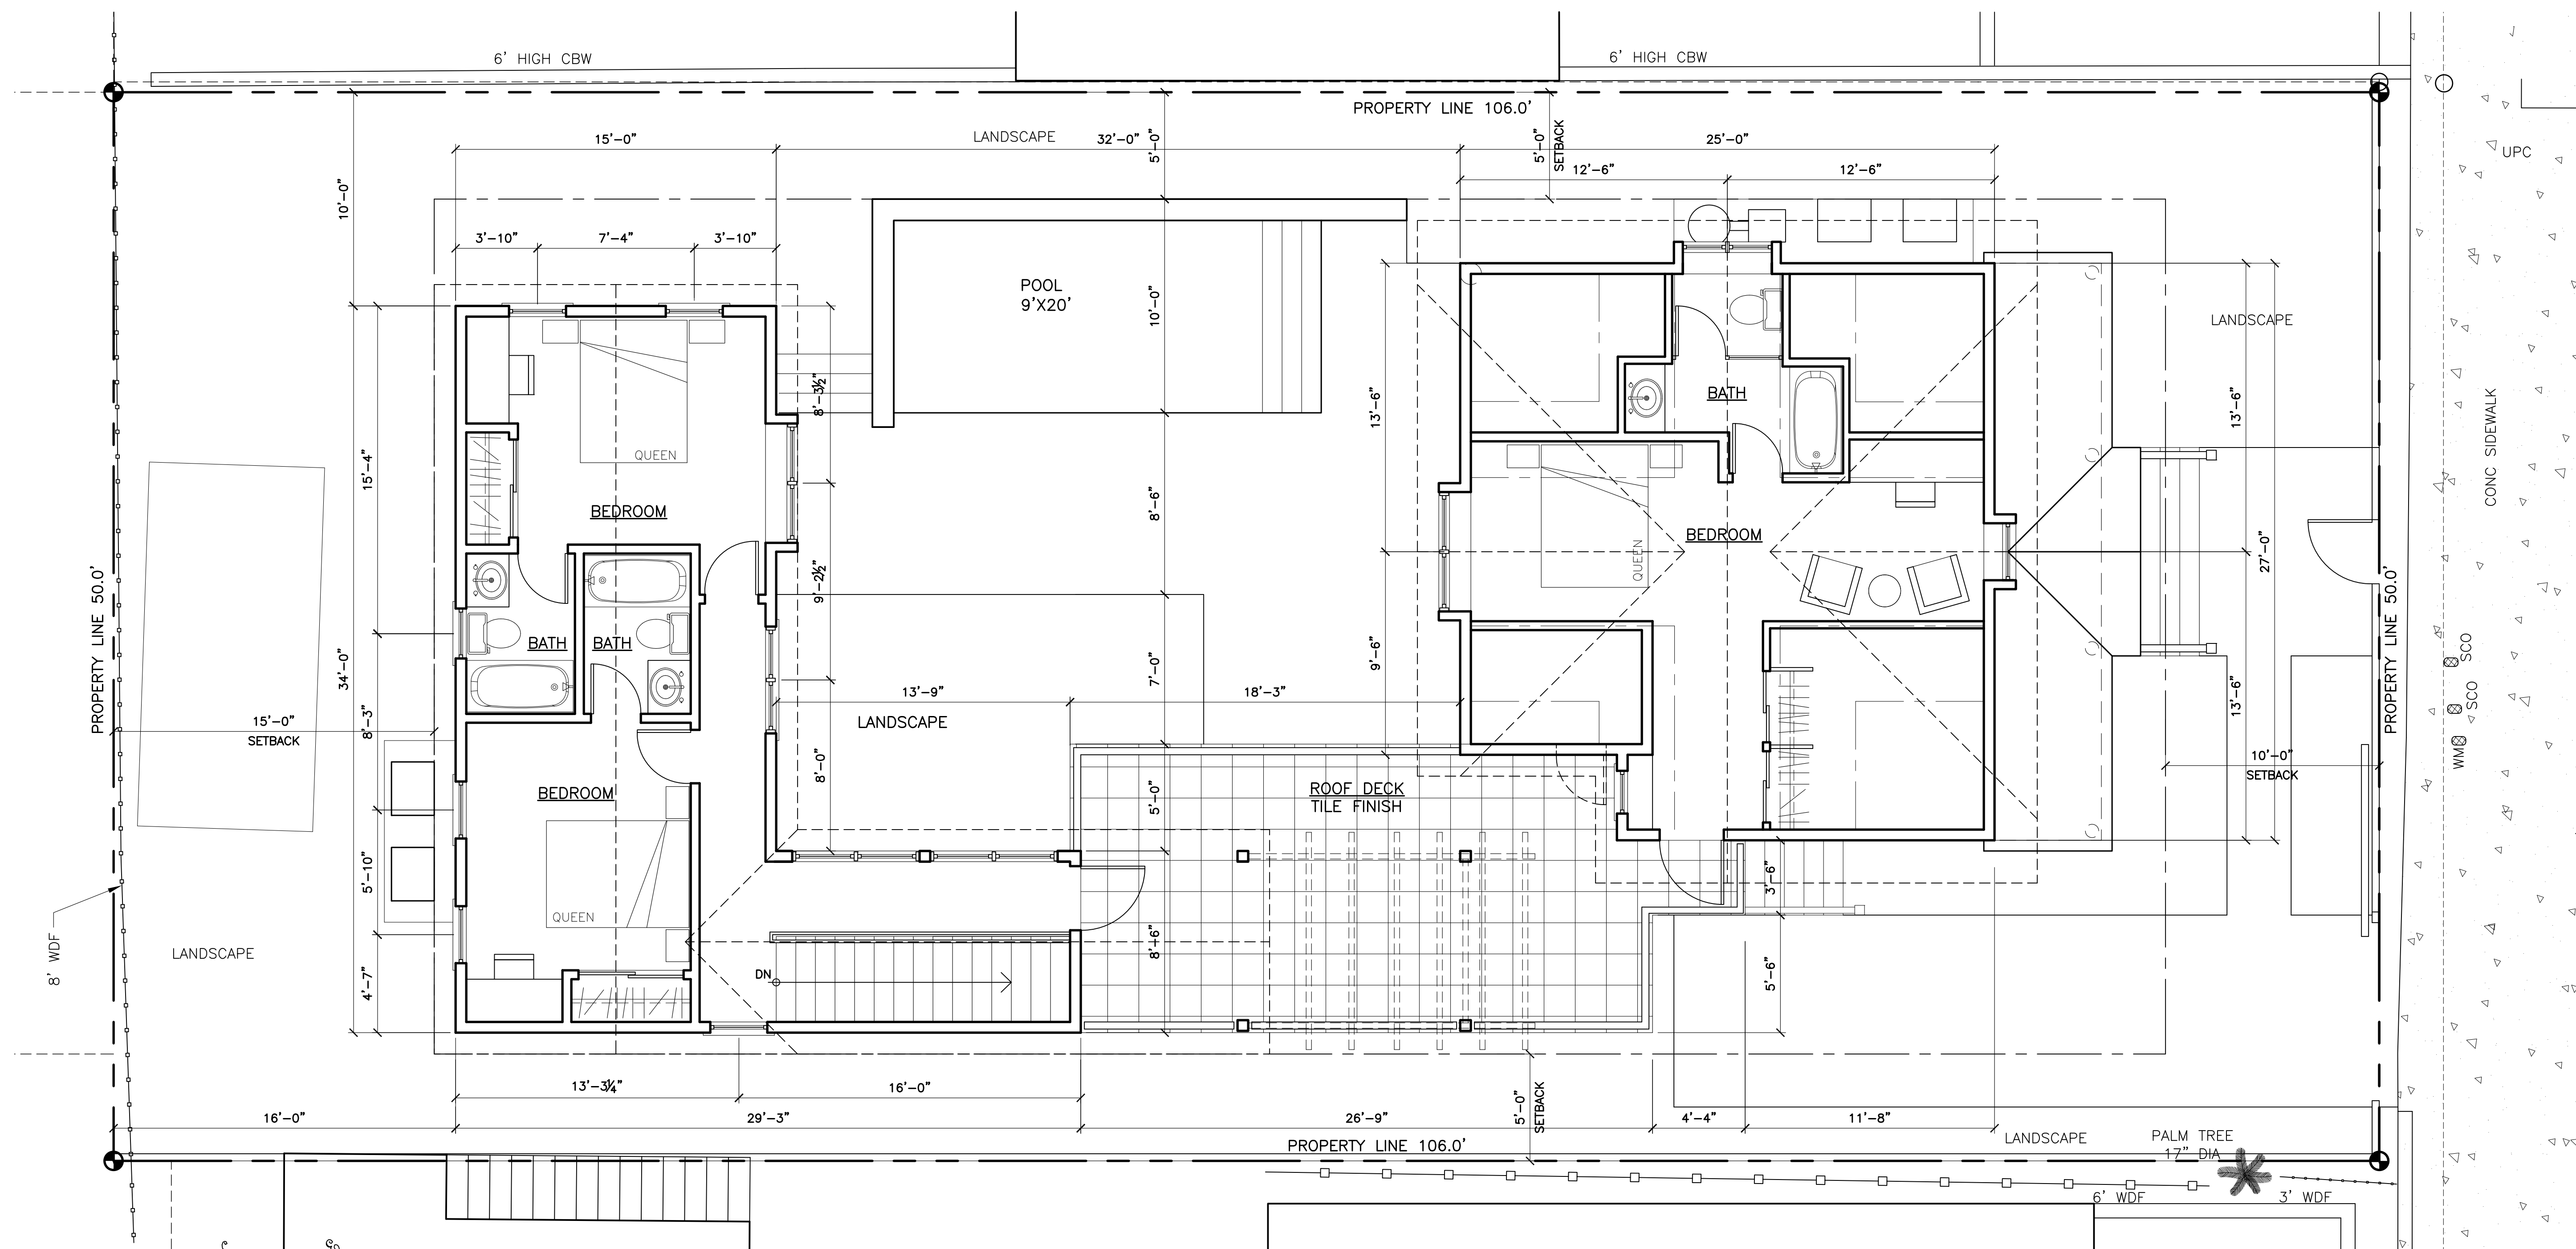 6' HIGH CBW
6' HIGH CBW
PROPERTY LINE 106.0'
UPC
15'-0"
LANDSCAPE
32'-0"
5'-0"
5'-0"
SETBACK
25'-0"
12'-6"
12'-6"
10'-0"
3'-10"
7'-4"
3'-10"
POOL
9'X20'
10'-0"
LANDSCAPE
8'-3½"
BATH
13'-6"
13'-6"
CONC SIDEWALK
QUEEN
15'-4"
8'-6"
BEDROOM
BEDROOM
QUEEN
27'-0"
9'-2½"
PROPERTY LINE 50.0'
PROPERTY LINE 50.0'
BATH
BATH
34'-0"
7'-0"
9'-6"
SCO
SCO
WM
13'-9"
18'-3"
13'-6"
LANDSCAPE
15'-0"
SETBACK
8'-3"
8'-0"
10'-0"
SETBACK
BEDROOM
ROOF DECK
TILE FINISH
5'-0"
5'-10"
3'-6"
QUEEN
8'-6"
8' WDF
LANDSCAPE
DN
4'-7"
5'-6"
13'-3¼"
16'-0"
5'-0"
SETBACK
16'-0"
29'-3"
26'-9"
4'-4"
11'-8"
PROPERTY LINE 106.0'
LANDSCAPE
PALM TREE
17" DIA
6' WDF
3' WDF